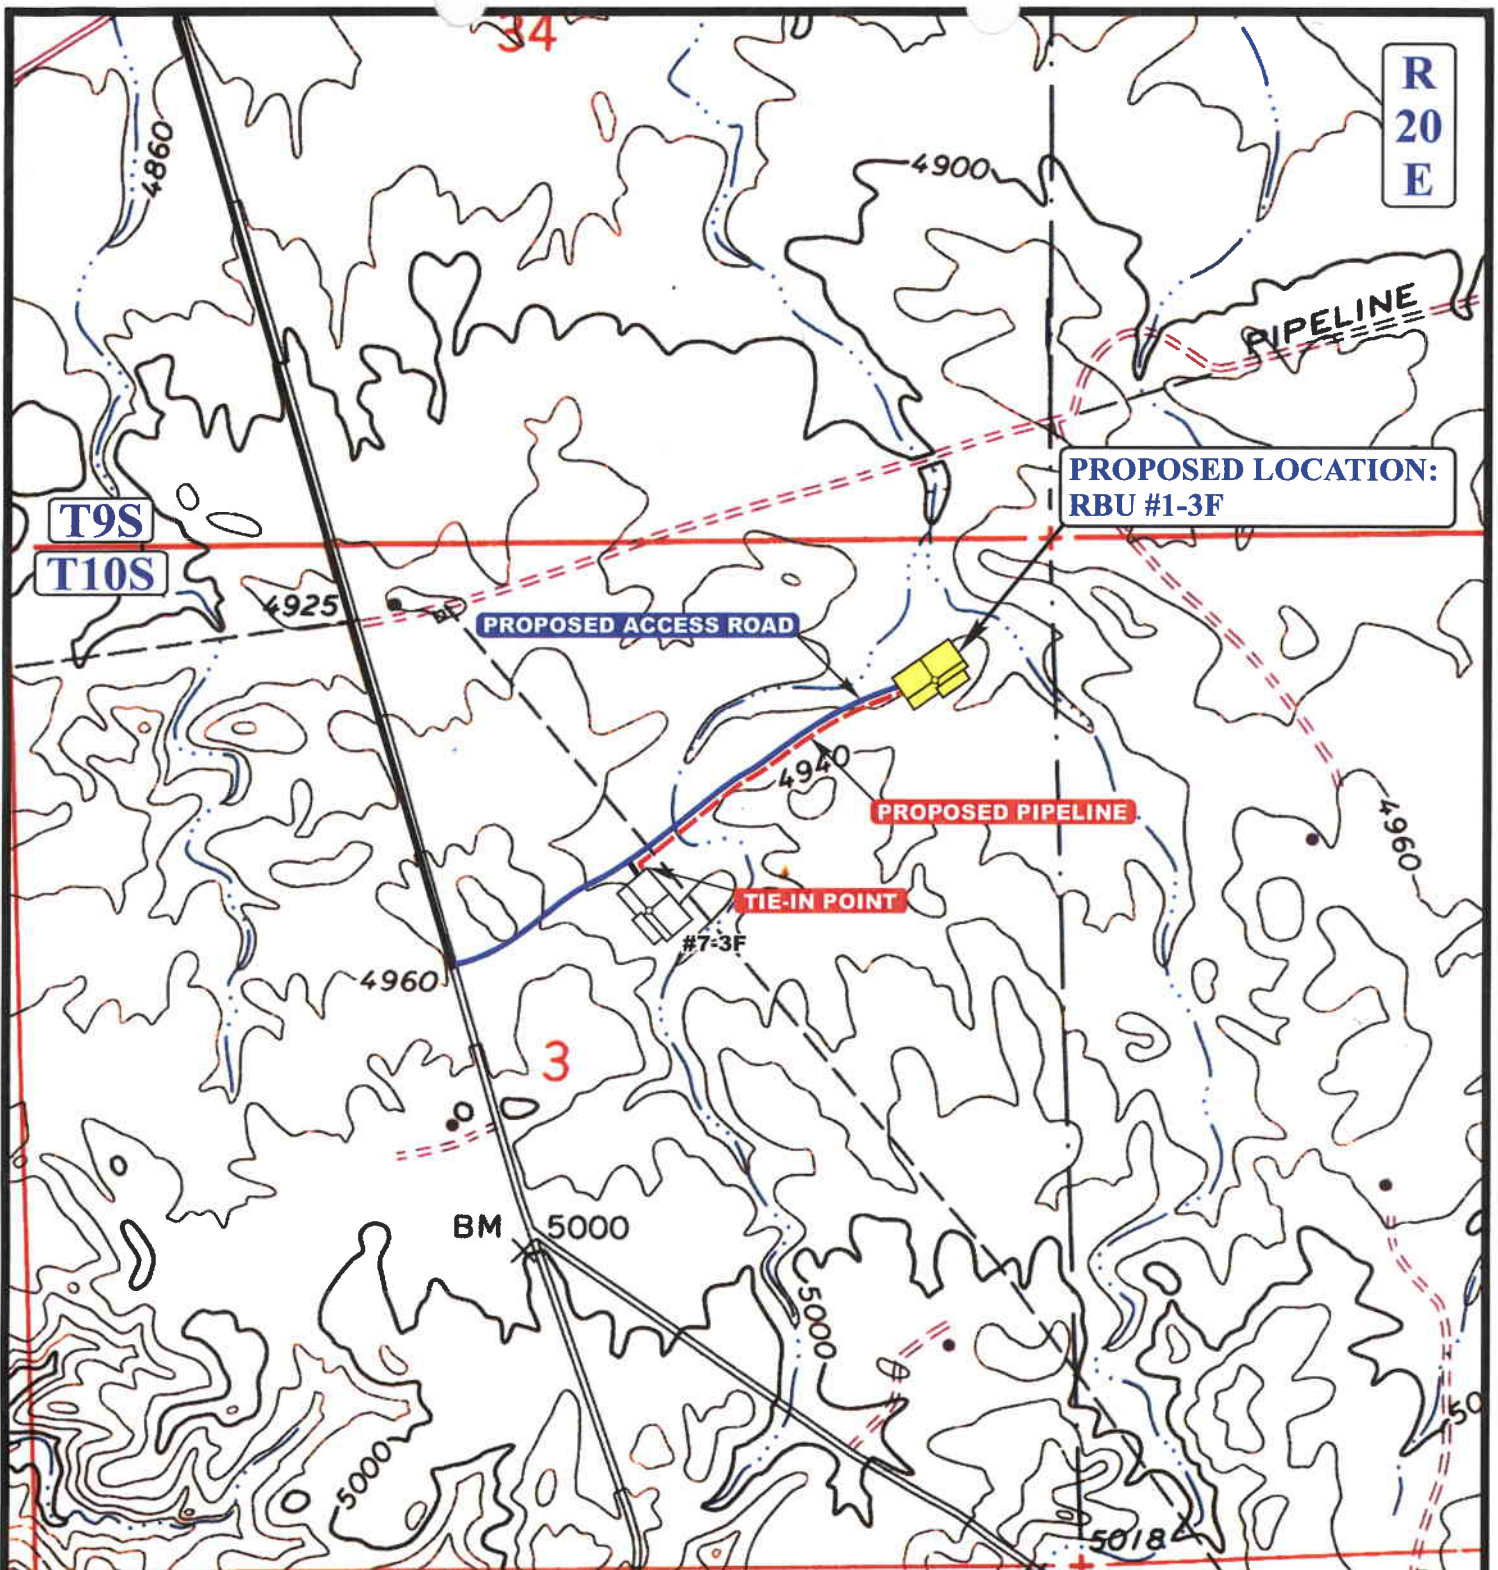 34
R
20
E
4860
4900
PIPELINE
PROPOSED LOCATION:
RBU #1-3F
T9S
T10S
4925
PROPOSED ACCESS ROAD
4940
PROPOSED PIPELINE
4960
TIE-IN POINT
#7-3F
4960
3
BM
5000
5000
50
5000
5018